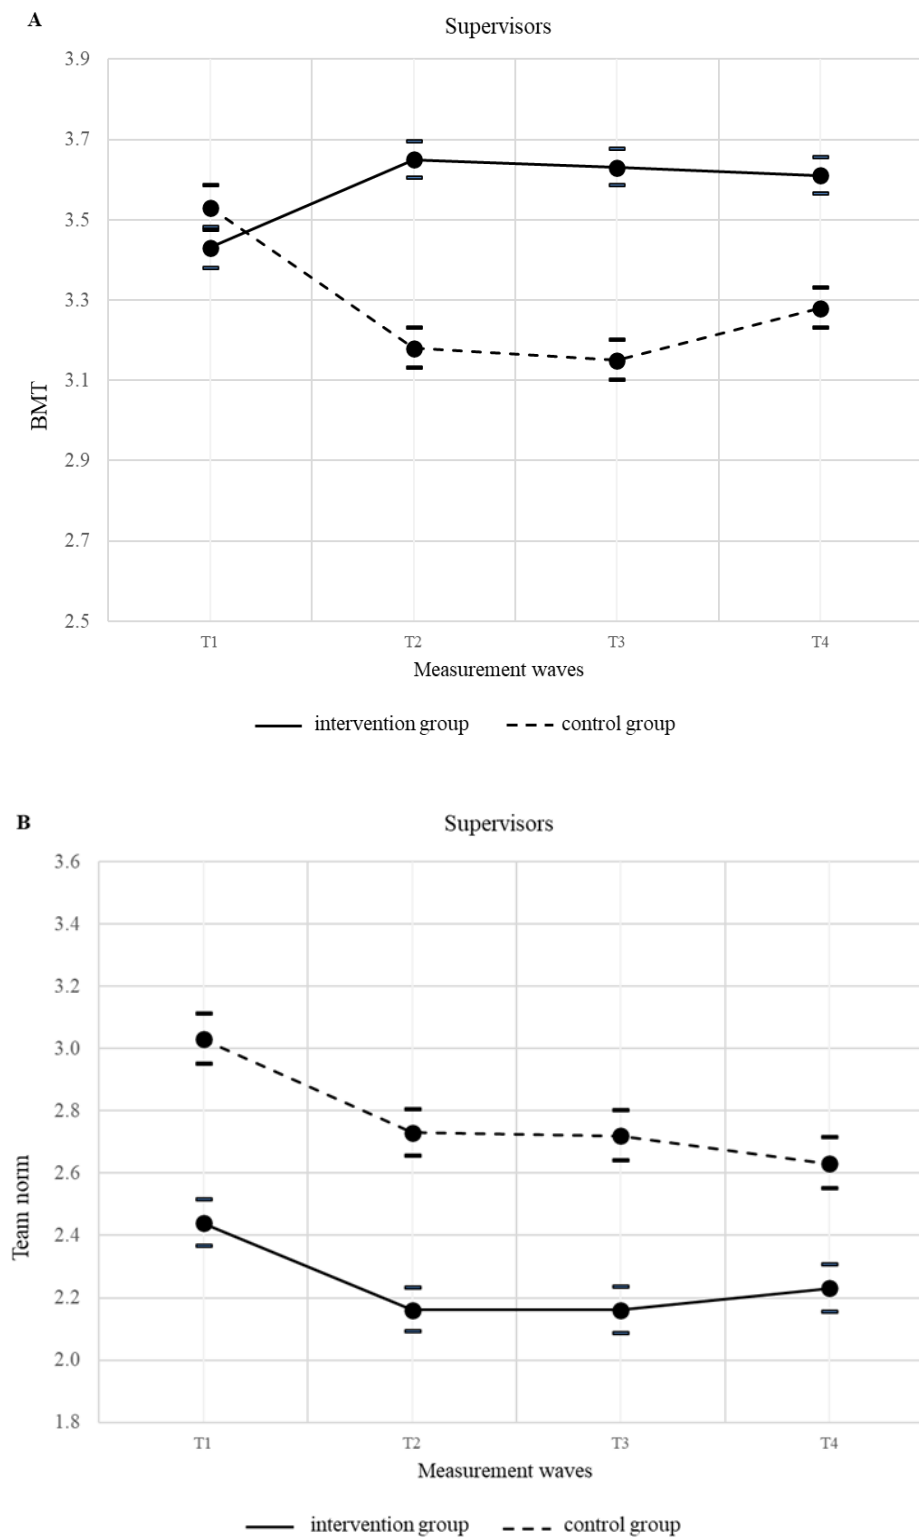 A
Supervisors
3.9
3.7
3.5
3.3
3.1
2.9
2.7
2.5
BMT
T1 T2 T3 T4
Measurement waves
intervention group control group
B
Supervisors
3.6
3.4
3.2
3.0
2.8
2.6
2.4
2.2
2.0
1.8
Team norm
T1 T2 T3 T4
Measurement waves
intervention group control group